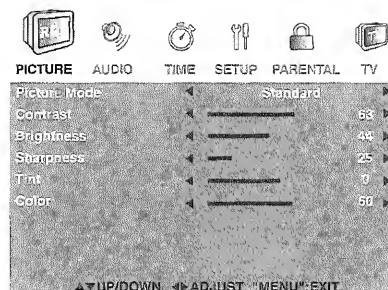 PICTURE AUDIO TIME SETUP PARENTAL TV
Picture Mode Standard
Contrast 63
Brightness 44
Sharpness 25
Tint 0
Color 50
▲▼UP/DOWN ◀▶ADJUST "MENU":EXIT